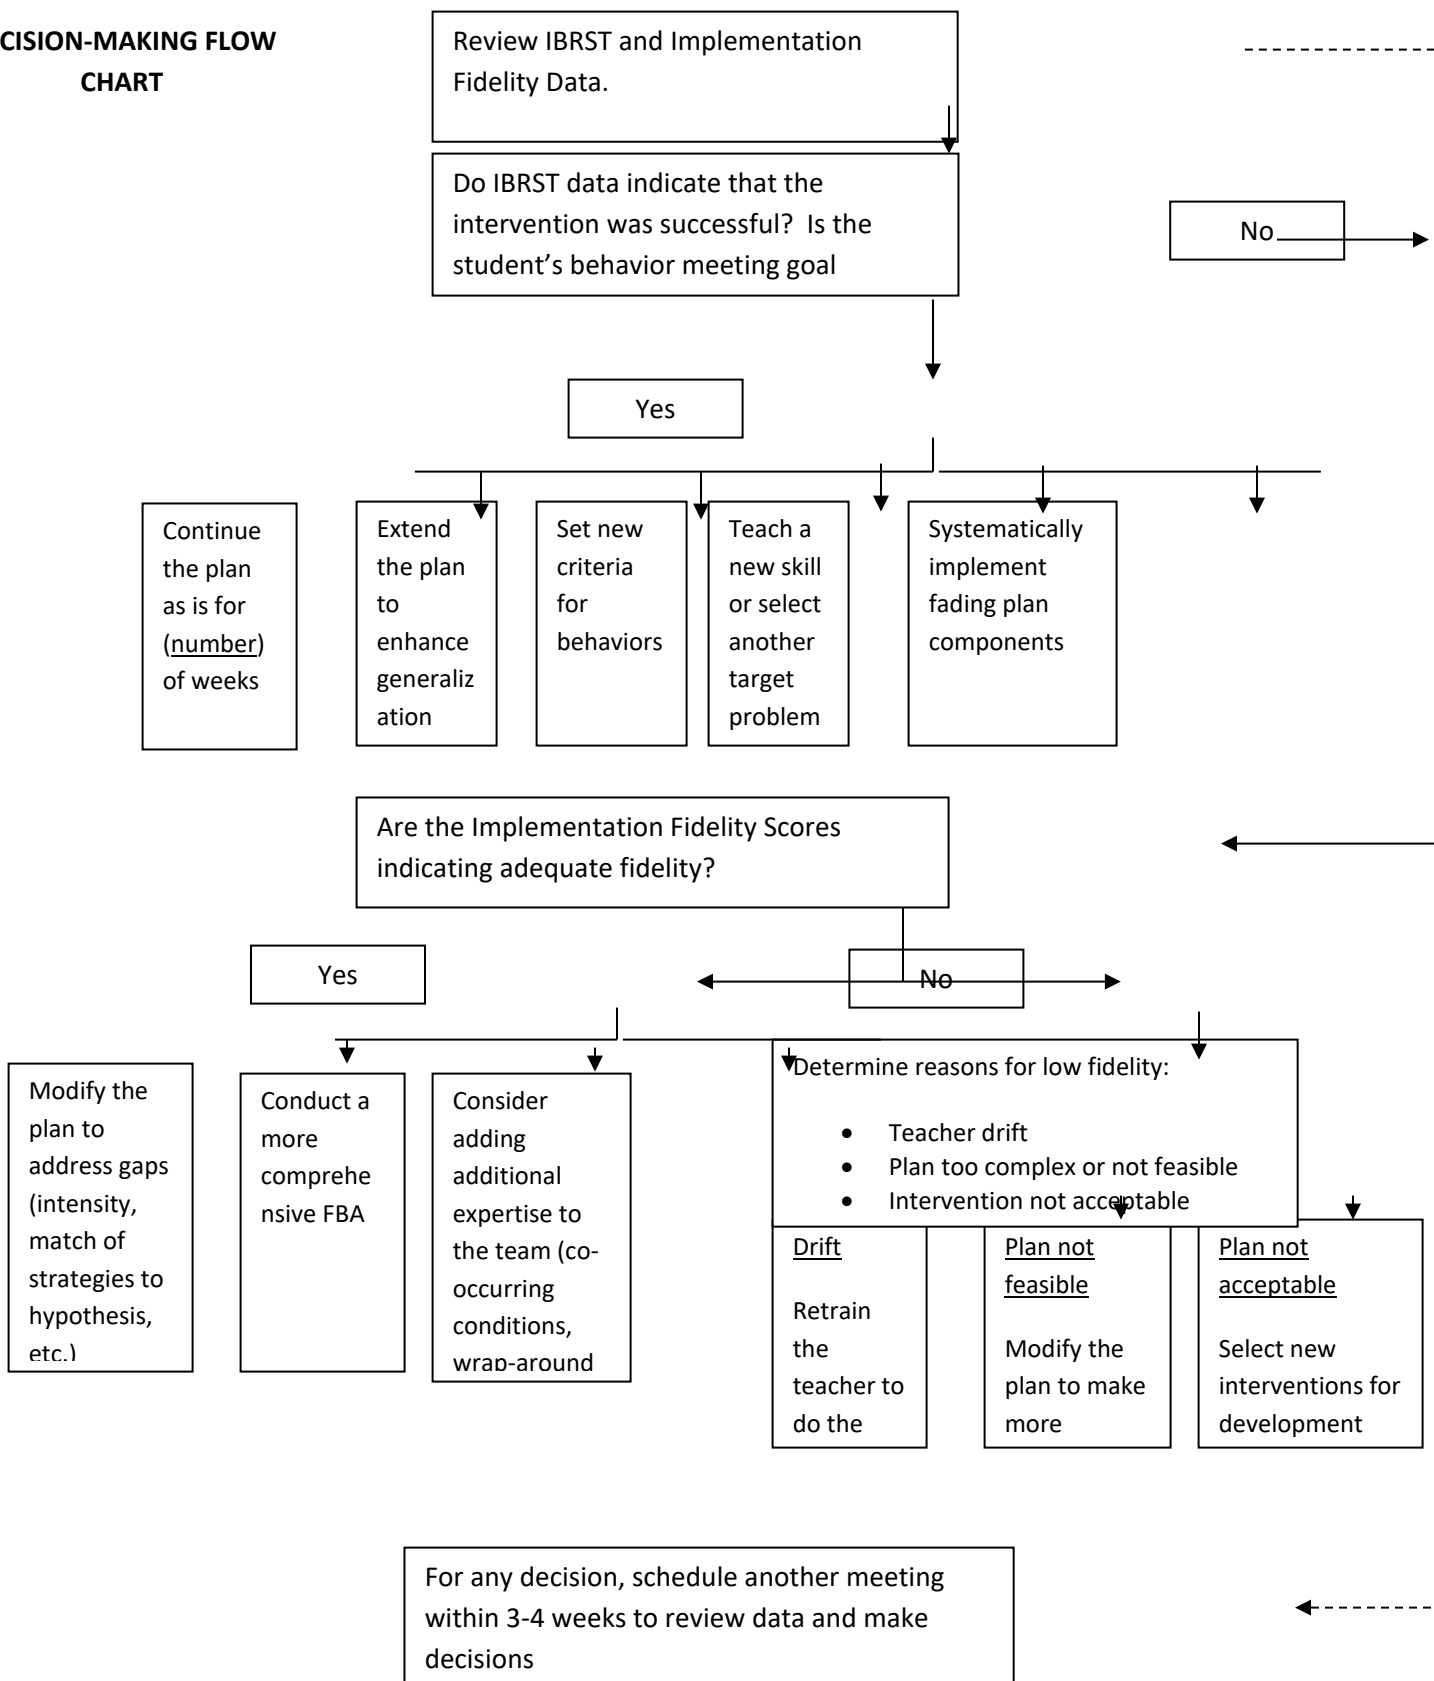 CISION-MAKING FLOW
CHART
Review IBRST and Implementation
Fidelity Data.
Do IBRST data indicate that the
intervention was successful?  Is the
student’s behavior meeting goal
No
Yes
Continue
the plan
as is for
(number)
of weeks
Extend
the plan
to
enhance
generaliz
ation
Set new
criteria
for
behaviors
Teach a
new skill
or select
another
target
problem
Systematically
implement
fading plan
components
Are the Implementation Fidelity Scores
indicating adequate fidelity?
Yes
No
Modify the
plan to
address gaps
(intensity,
match of
strategies to
hypothesis,
etc.)
Conduct a
more
comprehe
nsive FBA
Consider
adding
additional
expertise to
the team (co-
occurring
conditions,
wrap-around
Determine reasons for low fidelity:
• Teacher drift
• Plan too complex or not feasible
• Intervention not acceptable
Drift
Retrain
the
teacher to
do the
Plan not
feasible
Modify the
plan to make
more
Plan not
acceptable
Select new
interventions for
development
For any decision, schedule another meeting
within 3-4 weeks to review data and make
decisions